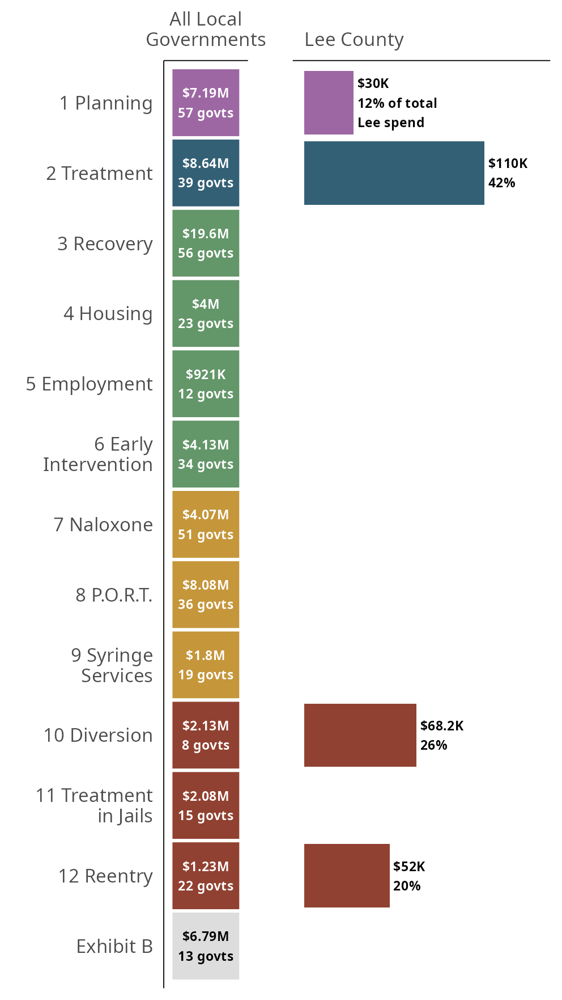 All Local
Governments
Lee County
1 Planning
$7.19M
57 govts
$30K
12% of total
Lee spend
2 Treatment
$8.64M
39 govts
$110K
42%
3 Recovery
$19.6M
56 govts
4 Housing
$4M
23 govts
5 Employment
$921K
12 govts
6 Early
Intervention
$4.13M
34 govts
7 Naloxone
$4.07M
51 govts
8 P.O.R.T.
$8.08M
36 govts
9 Syringe
Services
$1.8M
19 govts
10 Diversion
$2.13M
8 govts
$68.2K
26%
11 Treatment
in Jails
$2.08M
15 govts
12 Reentry
$1.23M
22 govts
$52K
20%
Exhibit B
$6.79M
13 govts